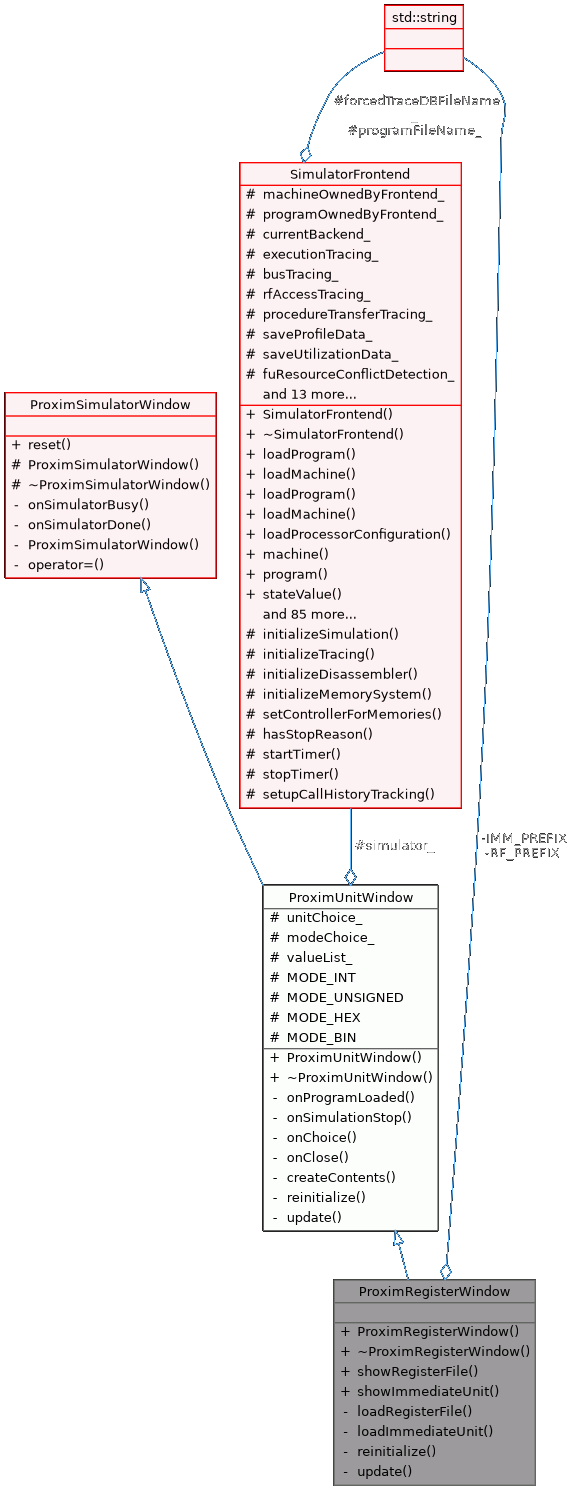 std::string
#forcedTraceDBFileName
_
#programFileName_
SimulatorFrontend
# machineOwnedByFrontend_
# programOwnedByFrontend_
# currentBackend_
# executionTracing_
# busTracing_
# rfAccessTracing_
# procedureTransferTracing_
# saveProfileData_
# saveUtilizationData_
# fuResourceConflictDetection_
and 13 more...
+ SimulatorFrontend()
+ ~SimulatorFrontend()
+ loadProgram()
+ loadMachine()
+ loadProgram()
+ loadMachine()
+ loadProcessorConfiguration()
+ machine()
+ program()
+ stateValue()
and 85 more...
# initializeSimulation()
# initializeTracing()
# initializeDisassembler()
# initializeMemorySystem()
# setControllerForMemories()
# hasStopReason()
# startTimer()
# stopTimer()
# setupCallHistoryTracking()
ProximSimulatorWindow
+ reset()
# ProximSimulatorWindow()
# ~ProximSimulatorWindow()
- onSimulatorBusy()
- onSimulatorDone()
- ProximSimulatorWindow()
- operator=()
#simulator_
-IMM_PREFIX
-RF_PREFIX
ProximUnitWindow
# unitChoice_
# modeChoice_
# valueList_
# MODE_INT
# MODE_UNSIGNED
# MODE_HEX
# MODE_BIN
+ ProximUnitWindow()
+ ~ProximUnitWindow()
- onProgramLoaded()
- onSimulationStop()
- onChoice()
- onClose()
- createContents()
- reinitialize()
- update()
ProximRegisterWindow
+ ProximRegisterWindow()
+ ~ProximRegisterWindow()
+ showRegisterFile()
+ showImmediateUnit()
- loadRegisterFile()
- loadImmediateUnit()
- reinitialize()
- update()